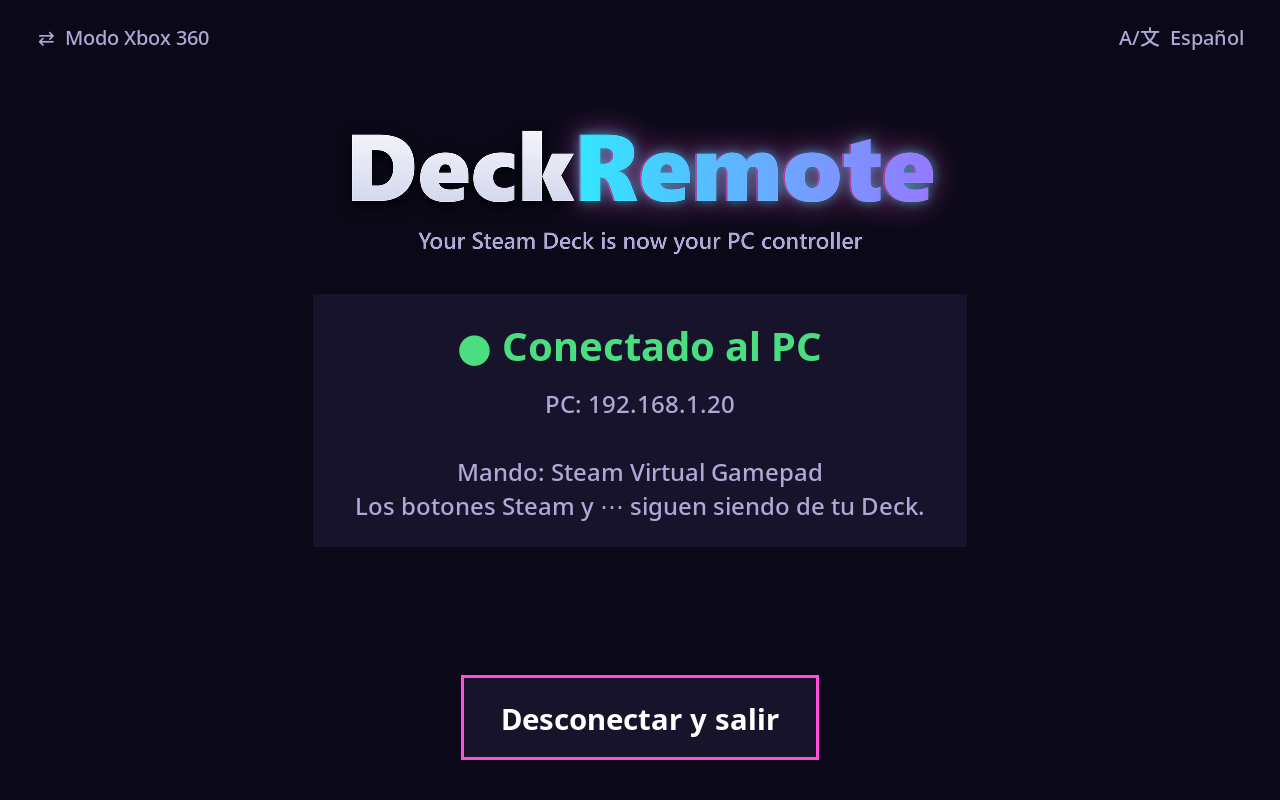 ⇄ Modo Xbox 360
A/文 Español
DeckRemote
Your Steam Deck is now your PC controller
● Conectado al PC
PC: 192.168.1.20
Mando: Steam Virtual Gamepad
Los botones Steam y ··· siguen siendo de tu Deck.
Desconectar y salir